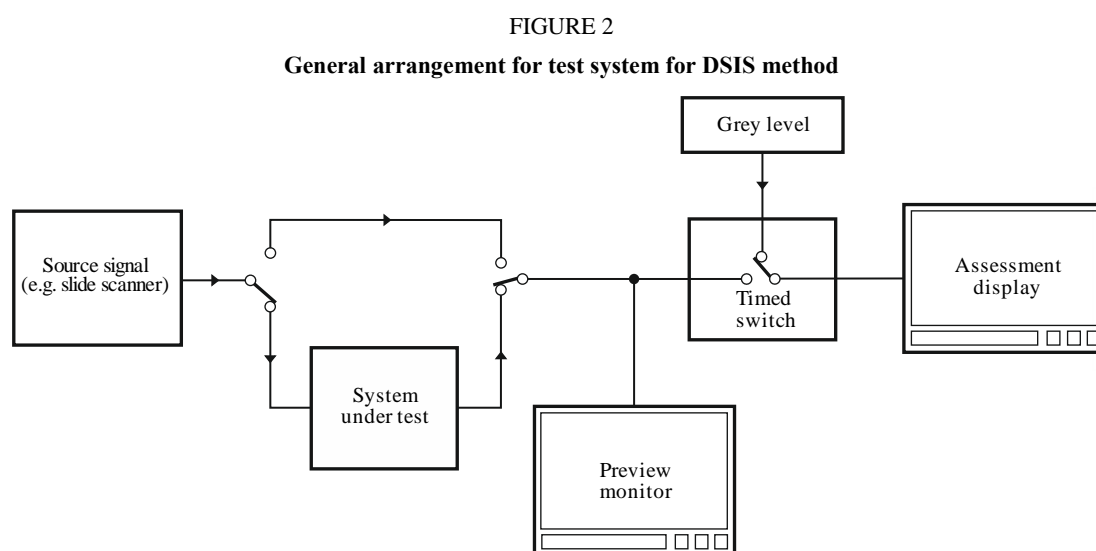 FIGURE 2
General arrangement for test system for DSIS method
Grey level
Source signal
(e.g. slide scanner)
Assessment
display
Timed
switch
System
under test
Preview
monitor